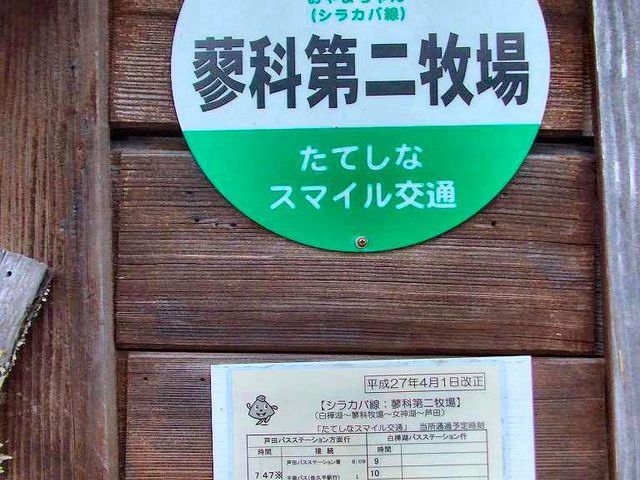 (シラカバ線)
蓼科第二牧場
たてしな
スマイル交通
平成27年4月1日改正
【シラカバ線：蓼科第二牧場】
(白樺湖～蓼科牧場～女神湖～芦田)
「たてしなスマイル交通」 当所通過予定時刻
芦田バスステーション方面行 白樺湖バスステーション行
時 接続 時
芦田バスステーション着 8:09 9
7 47※ 10